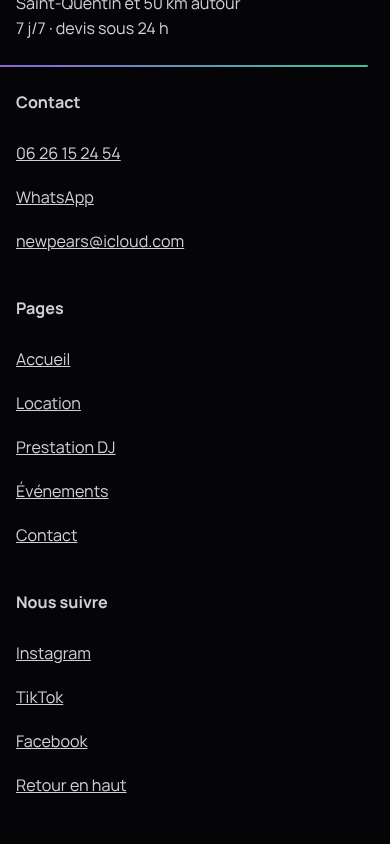 Saint-Quentin et 50 km autour
7 j/7 · devis sous 24 h
Contact
06 26 15 24 54
WhatsApp
newpears@icloud.com
Pages
Accueil
Location
Prestation DJ
Événements
Contact
Nous suivre
Instagram
TikTok
Facebook
Retour en haut